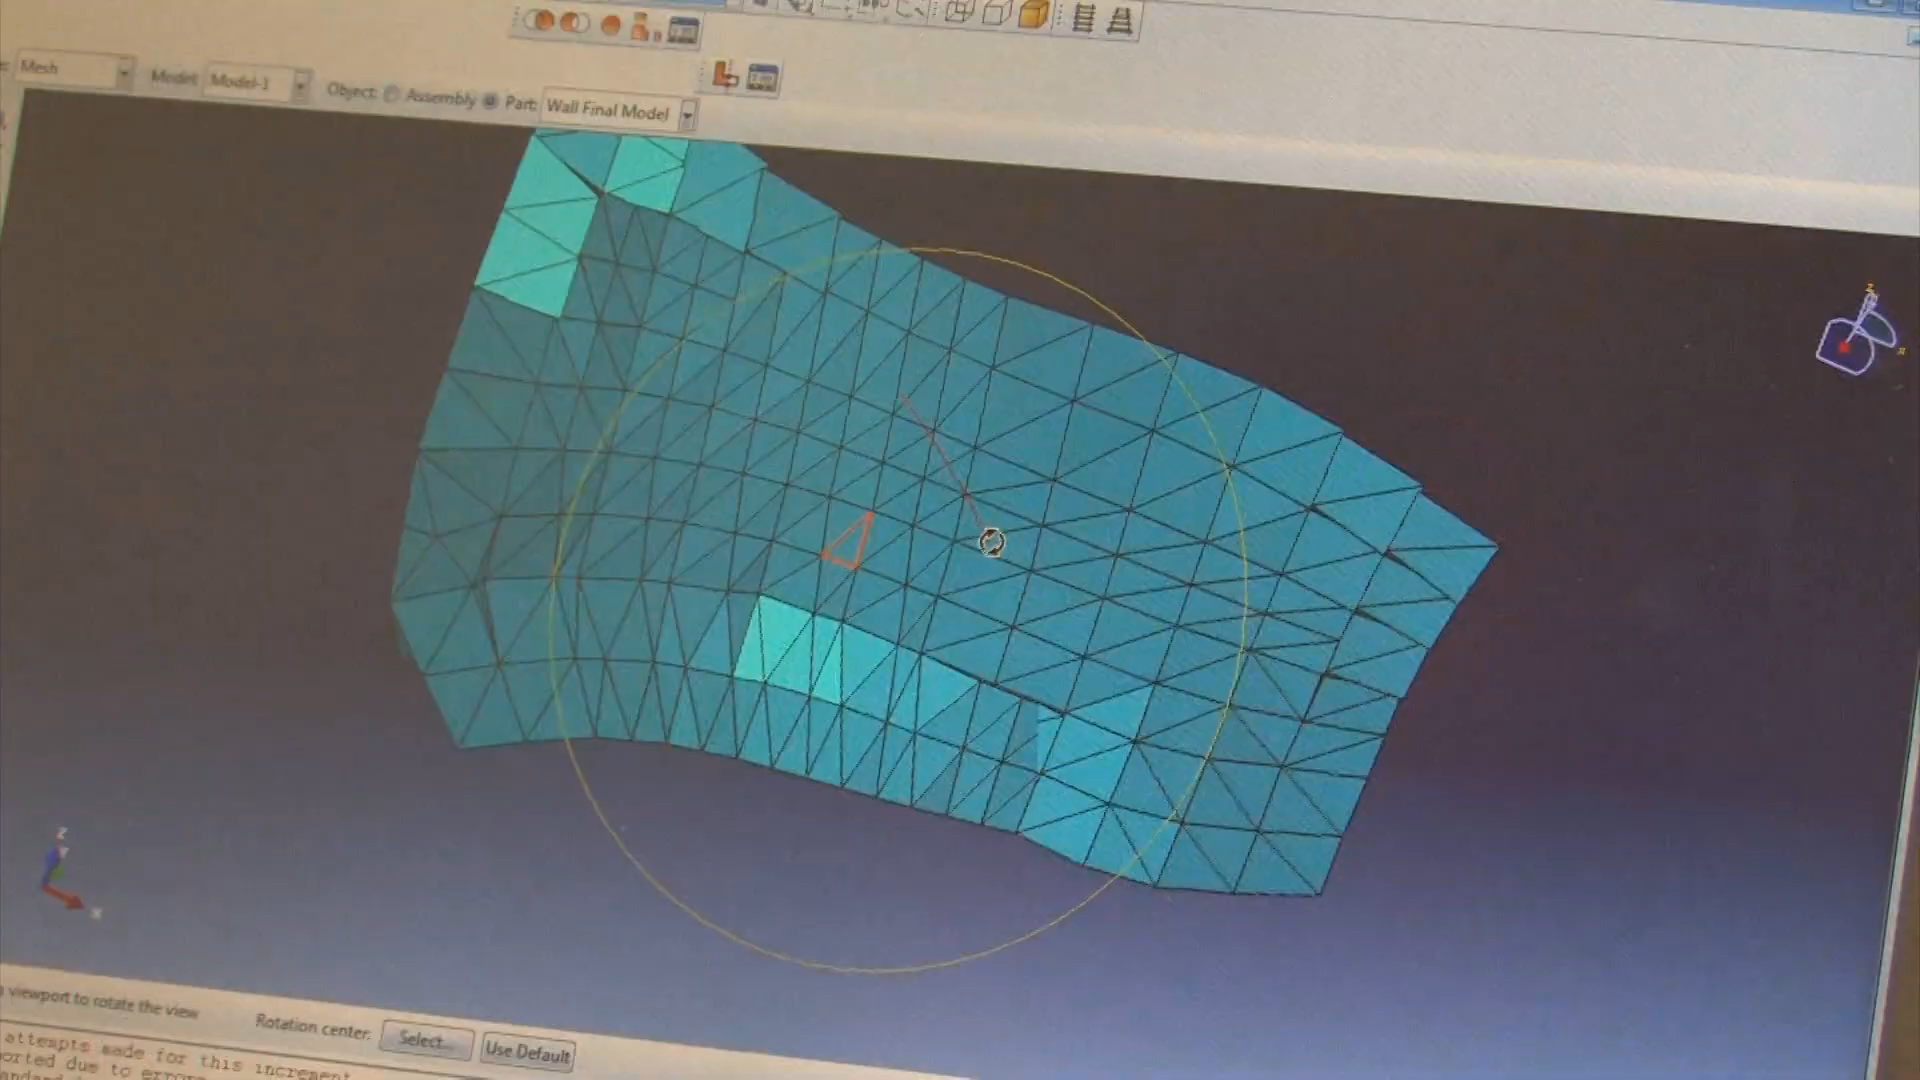 Mesh Model: Model-1 Object: Assembly Part: Wall Final Model
Z
X
viewport to rotate the view Rotation center: Select... Use Default
attempts made for this increment
due to errors